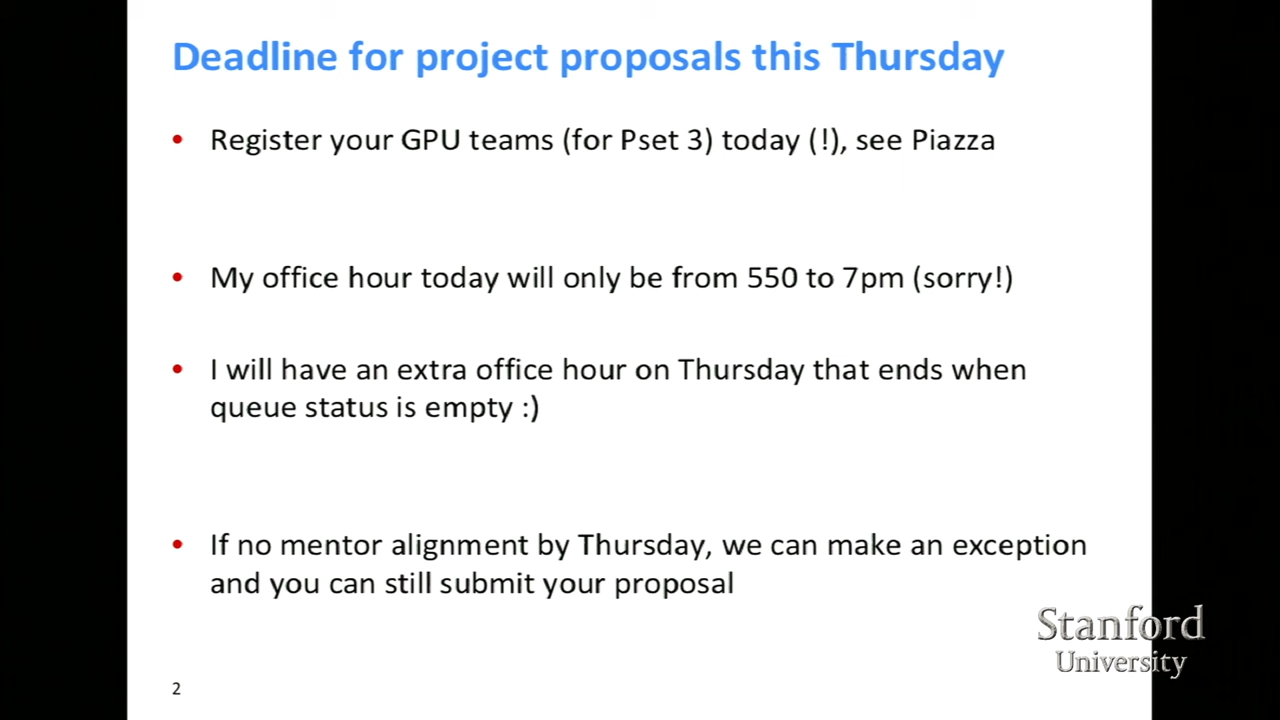 Deadline for project proposals this Thursday
• Register your GPU teams (for Pset 3) today (!), see Piazza
• My office hour today will only be from 550 to 7pm (sorry!)
• I will have an extra office hour on Thursday that ends when
queue status is empty :)
• If no mentor alignment by Thursday, we can make an exception
and you can still submit your proposal
Stanford
University
2